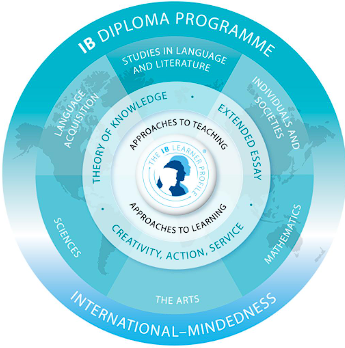 IB DIPLOMA PROGRAMME
STUDIES IN LANGUAGE
AND LITERATURE
LANGUAGE
ACQUISITION
INDIVIDUALS AND
SOCIETIES
THEORY OF KNOWLEDGE
EXTENDED ESSAY
APPROACHES TO TEACHING
THE IB LEARNER PROFILE
APPROACHES TO LEARNING
CREATIVITY, ACTION, SERVICE
SCIENCES
MATHEMATICS
THE ARTS
INTERNATIONAL-MINDEDNESS